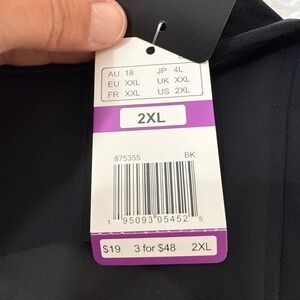 AU 18 JP 4L
EU XXL UK XXL
FR XXL US 2XL
2XL
875355 BK
1 95093 05452 5
$19 3 for $48 2XL